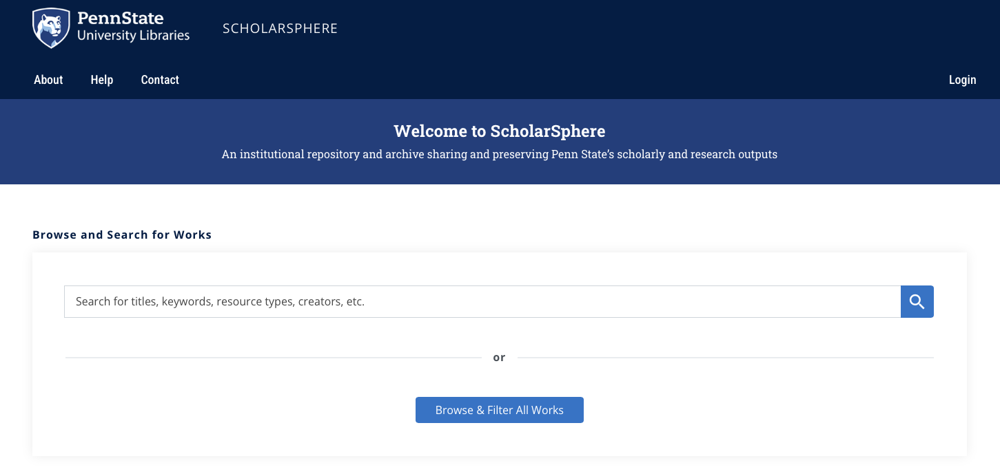 PennState
University Libraries
SCHOLARSPHERE
About Help Contact Login
Welcome to ScholarSphere
An institutional repository and archive sharing and preserving Penn State’s scholarly and research outputs
Browse and Search for Works
Search for titles, keywords, resource types, creators, etc.
or
Browse & Filter All Works